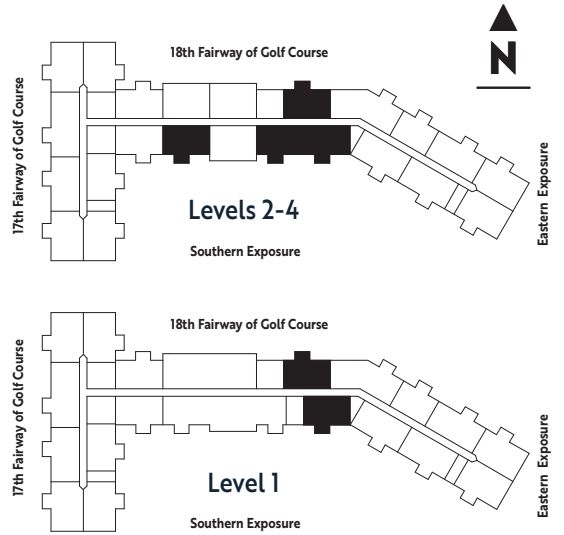 18th Fairway of Golf Course
N
17th Fairway of Golf Course
Eastern Exposure
Levels 2-4
Southern Exposure
18th Fairway of Golf Course
17th Fairway of Golf Course
Eastern Exposure
Level 1
Southern Exposure